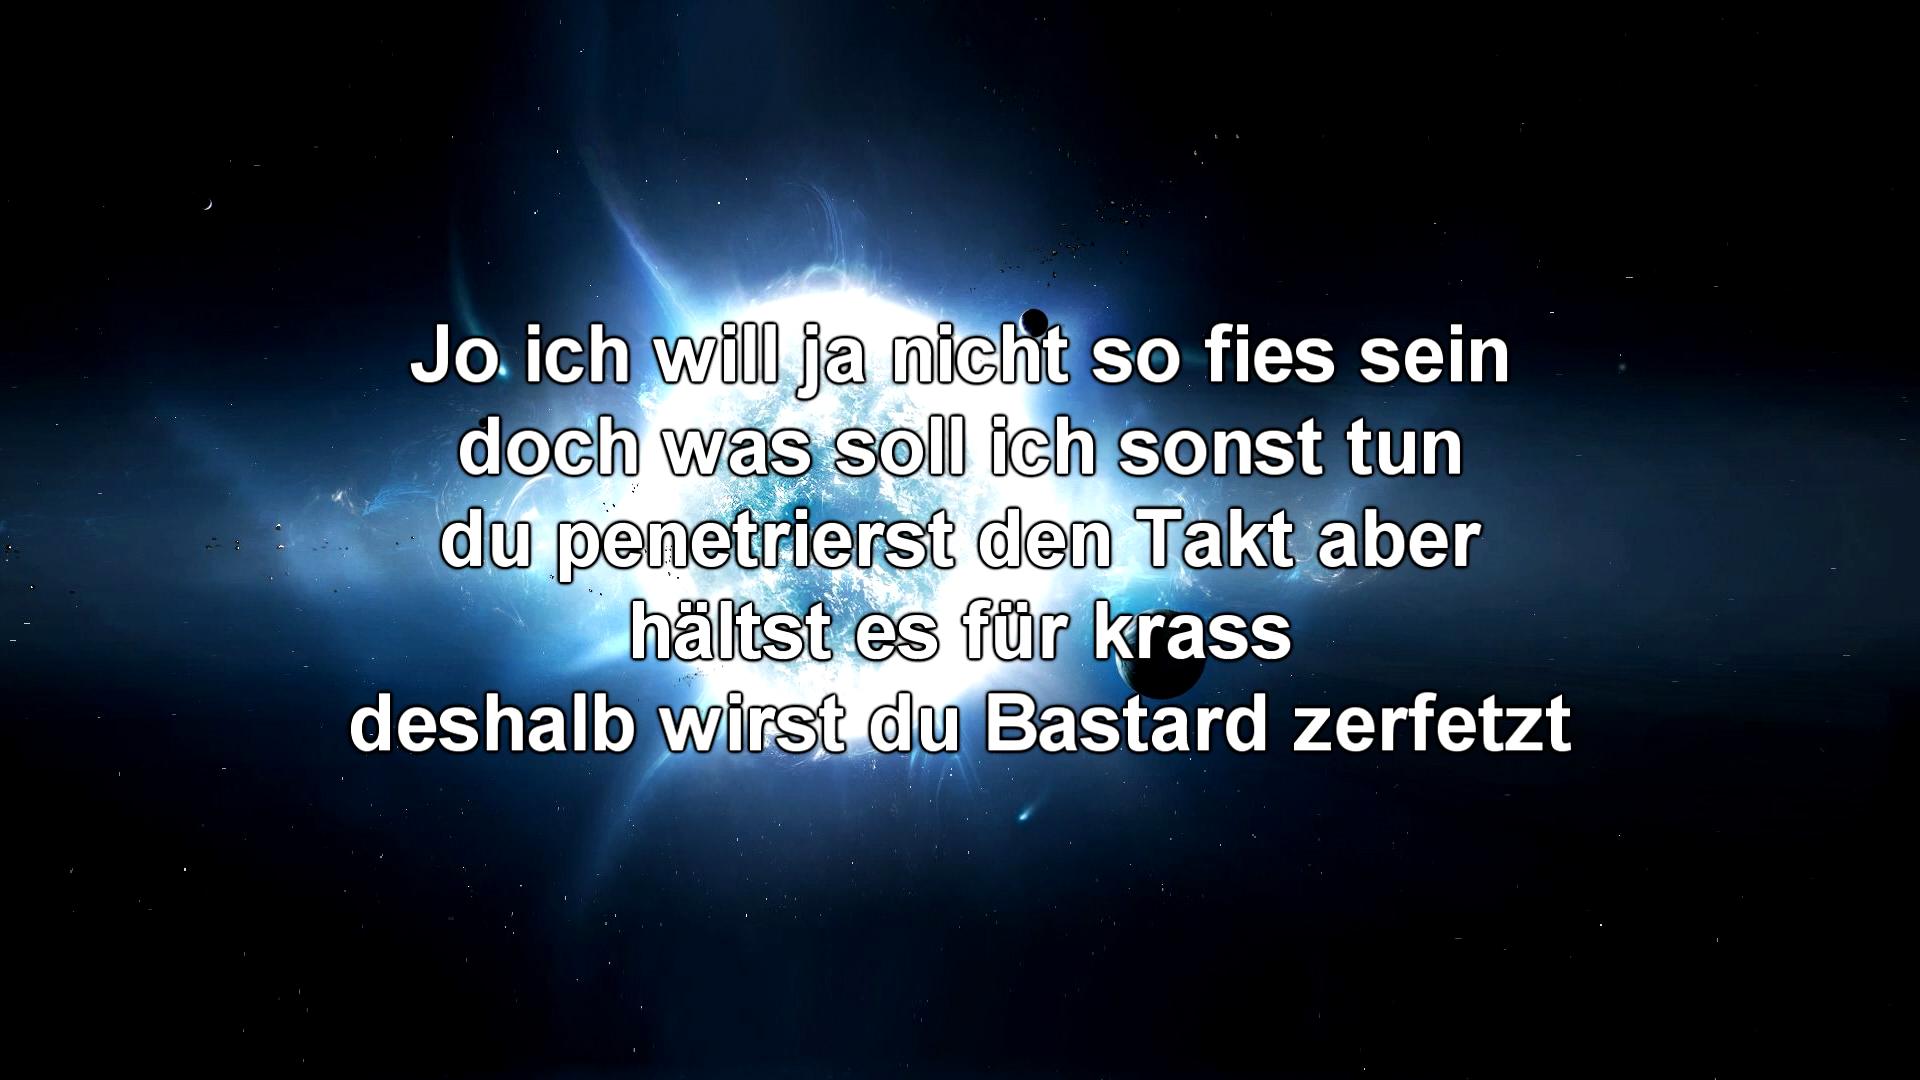 Jo ich will ja nicht so fies sein
doch was soll ich sonst tun
du penetrierst den Takt aber
hältst es für krass
deshalb wirst du Bastard zerfetzt